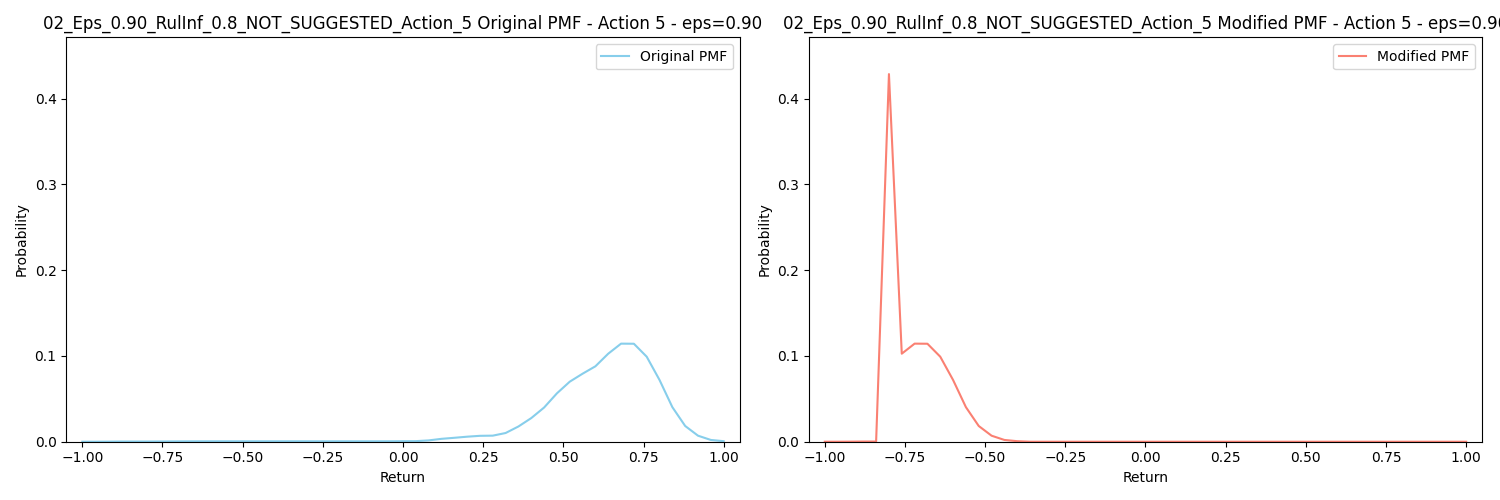 02_Eps_0.90_RulInf_0.8_NOT_SUGGESTED_Action_5 Original PMF - Action 5 - eps=0.90
Original PMF
0.4
0.3
0.2
0.1
0.0
Probability
−1.00 −0.75 −0.50 −0.25 0.00 0.25 0.50 0.75 1.00
Return
02_Eps_0.90_RulInf_0.8_NOT_SUGGESTED_Action_5 Modified PMF - Action 5 - eps=0.90
Modified PMF
0.4
0.3
0.2
0.1
0.0
Probability
−1.00 −0.75 −0.50 −0.25 0.00 0.25 0.50 0.75 1.00
Return